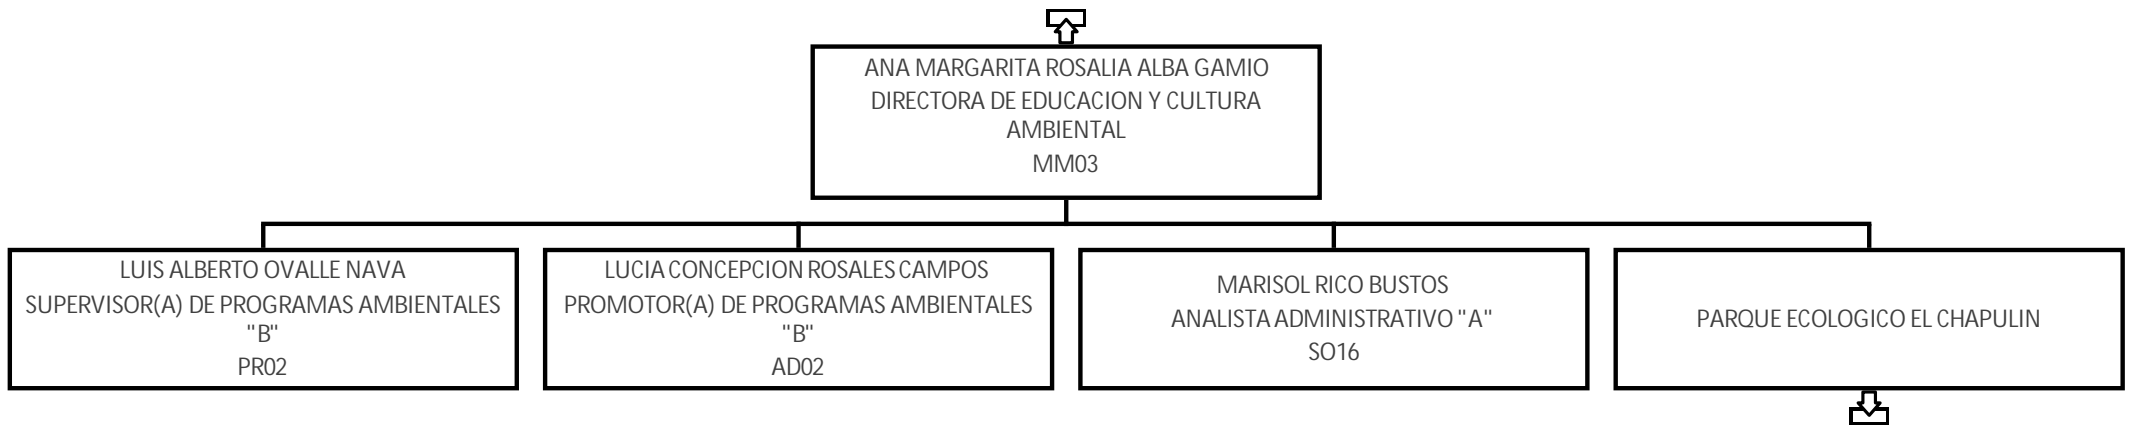 ANA MARGARITA ROSALIA ALBA GAMIO
DIRECTORA DE EDUCACION Y CULTURA
AMBIENTAL
MM03
LUIS ALBERTO OVALLE NAVA
SUPERVISOR(A) DE PROGRAMAS AMBIENTALES
"B"
PR02
LUCIA CONCEPCION ROSALES CAMPOS
PROMOTOR(A) DE PROGRAMAS AMBIENTALES
"B"
AD02
MARISOL RICO BUSTOS
ANALISTA ADMINISTRATIVO "A"
SO16
PARQUE ECOLOGICO EL CHAPULIN